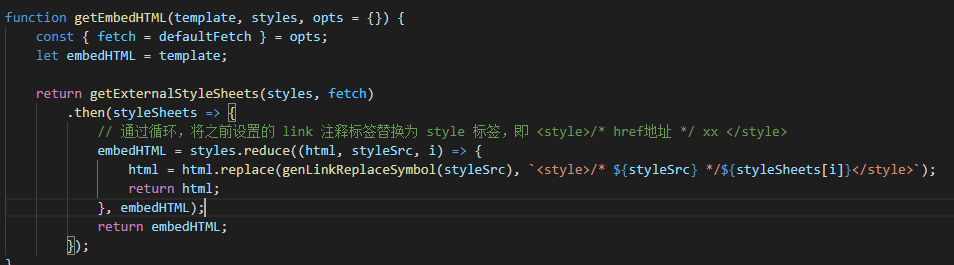 function getEmbedHTML(template, styles, opts = {}) {
    const { fetch = defaultFetch } = opts;
    let embedHTML = template;

    return getExternalStyleSheets(styles, fetch)
        .then(styleSheets => {
            // 通过循环，将之前设置的 link 注释标签替换为 style 标签，即 <style>/* href地址 */ xx </style>
            embedHTML = styles.reduce((html, styleSrc, i) => {
                html = html.replace(genLinkReplaceSymbol(styleSrc), `<style>/* ${styleSrc} */${styleSheets[i]}</style>`);
                return html;
            }, embedHTML);
            return embedHTML;
        });
}